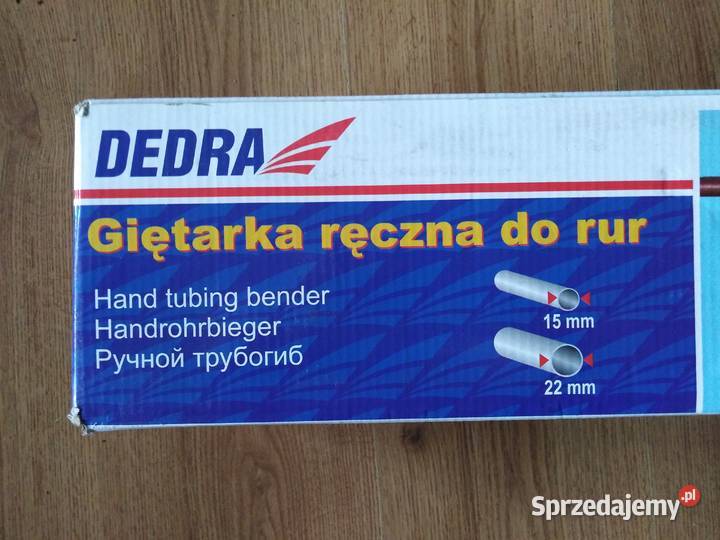 DEDRA
Giętarka ręczna do rur
Hand tubing bender
Handrohrbieger
Ручной трубогиб
15 mm
22 mm
Sprzedajemy.pl